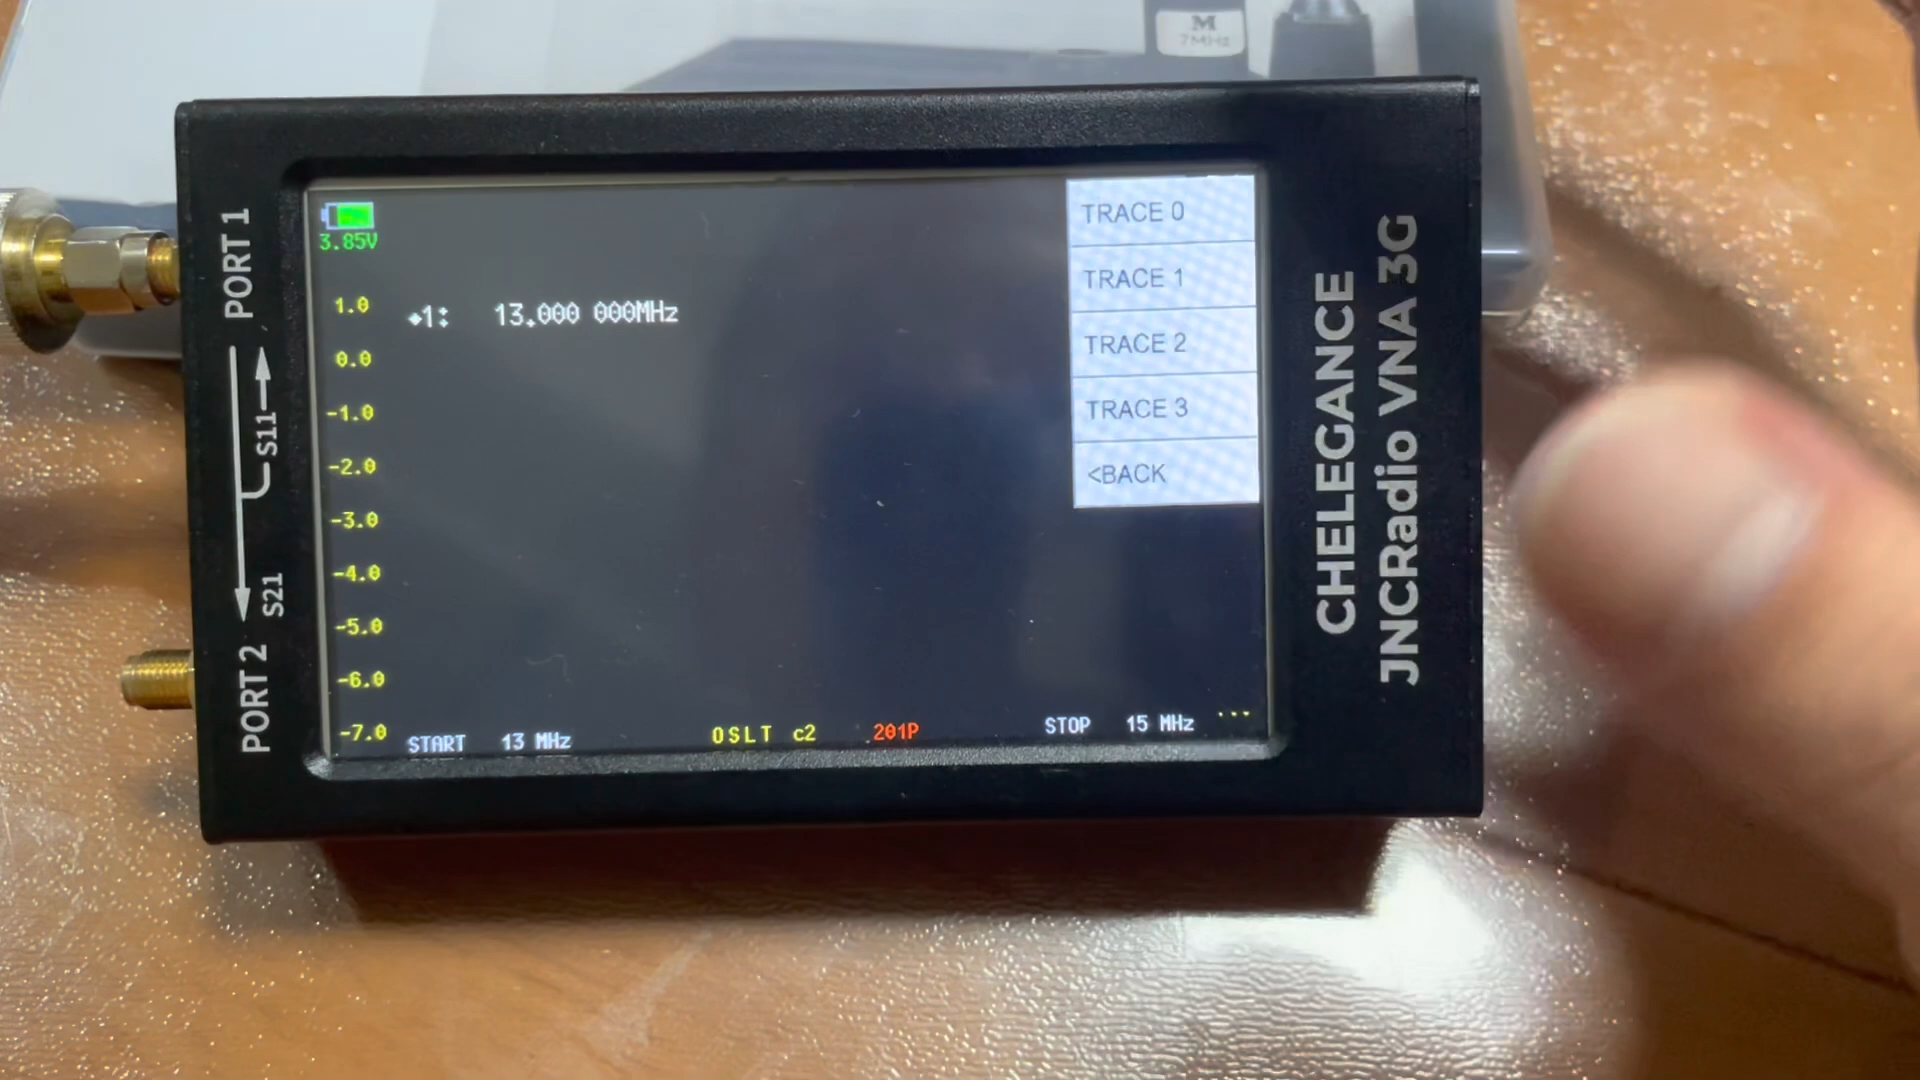 M
7MHz
PORT 1
S11
S21
PORT 2
3.85V
1.0
0.0
-1.0
-2.0
-3.0
-4.0
-5.0
-6.0
-7.0
1: 13.000 000MHz
TRACE 0
TRACE 1
TRACE 2
TRACE 3
<BACK
START 13 MHz OSLT c2 201P STOP 15 MHz ...
CHELEGANCE
JNCRadio VNA 3G